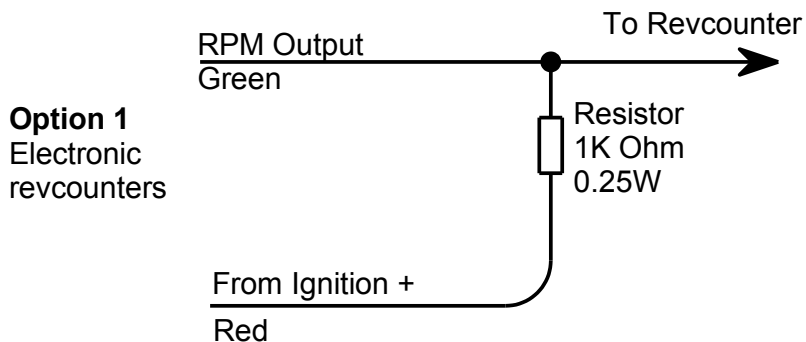 To Revcounter
RPM Output
Green
Option 1
Electronic
revcounters
Resistor
1K Ohm
0.25W
From Ignition +
Red